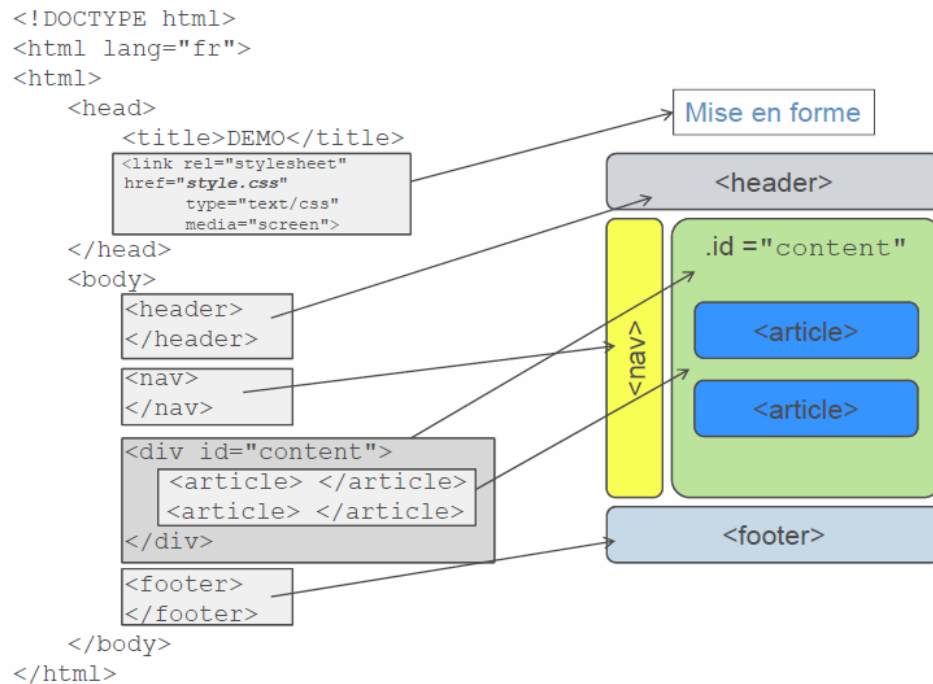 <!DOCTYPE html>
<html lang="fr">
<html>
<head>
<title>DEMO</title>
<link rel="stylesheet"
href="style.css"
type="text/css"
media="screen">
</head>
<body>
<header>
</header>
<nav>
</nav>
<div id="content">
<article> </article>
<article> </article>
</div>
<footer>
</footer>
</body>
</html>
Mise en forme
<header>
<nav>
.id ="content"
<article>
<article>
<footer>